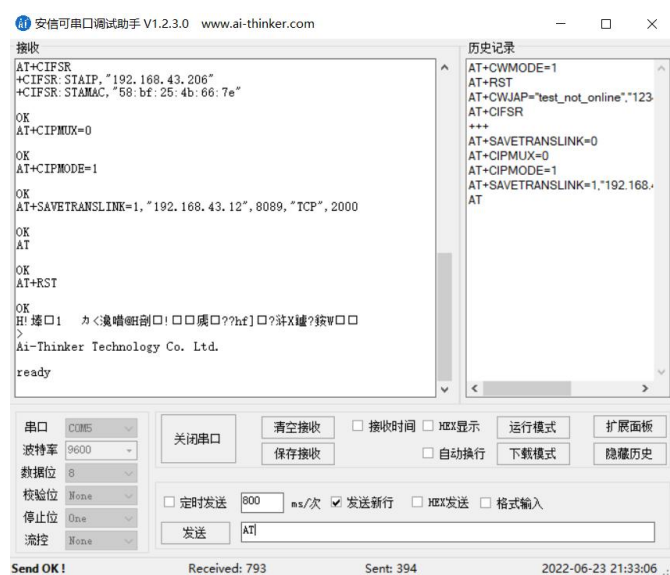 安信可串口调试助手 V1.2.3.0 www.ai-thinker.com
接收
AT+CIFSR
+CIFSR:STAIP,"192.168.43.206"
+CIFSR:STAMAC,"58:bf:25:4b:66:7e"
OK
AT+CIPMUX=0
OK
AT+CIPMODE=1
OK
AT+SAVETRANSLINK=1,"192.168.43.12",8089,"TCP",2000
OK
AT
OK
AT+RST
OK
>
Ai-Thinker Technology Co. Ltd.
ready
历史记录
AT+CWMODE=1
AT+RST
AT+CWJAP="test_not_online","123
AT+CIFSR
+++
AT+SAVETRANSLINK=0
AT+CIPMUX=0
AT+CIPMODE=1
AT+SAVETRANSLINK=1,"192.168.
AT
串口 COM5
波特率 9600
数据位 8
校验位 None
停止位 One
流控 None
关闭串口
清空接收
保存接收
接收时间
HEX显示
自动换行
运行模式
下载模式
扩展面板
隐藏历史
定时发送 800 ms/次 发送新行 HEX发送 格式输入
发送 AT
Send OK! Received: 793 Sent: 394 2022-06-23 21:33:06